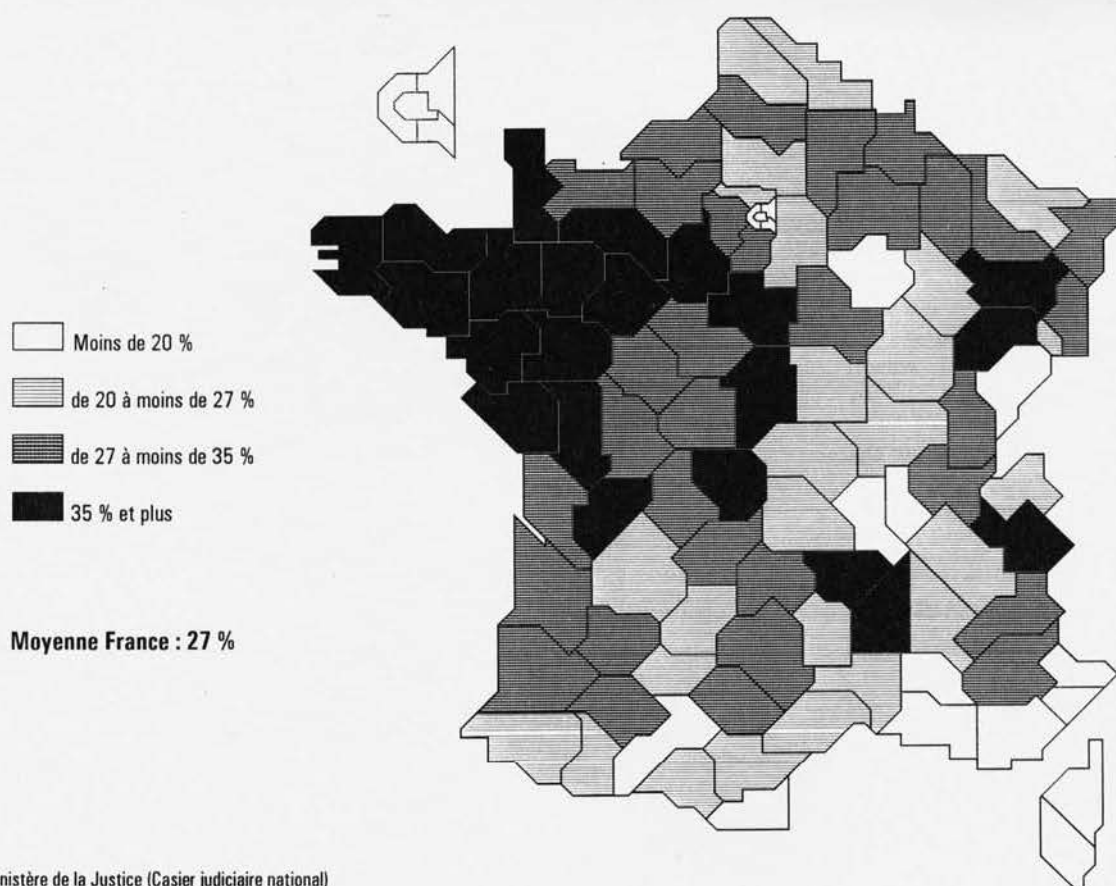 Moins de 20 %
de 20 à moins de 27 %
de 27 à moins de 35 %
35 % et plus
Moyenne France : 27 %
nistère de la Justice (Casier judiciaire national)